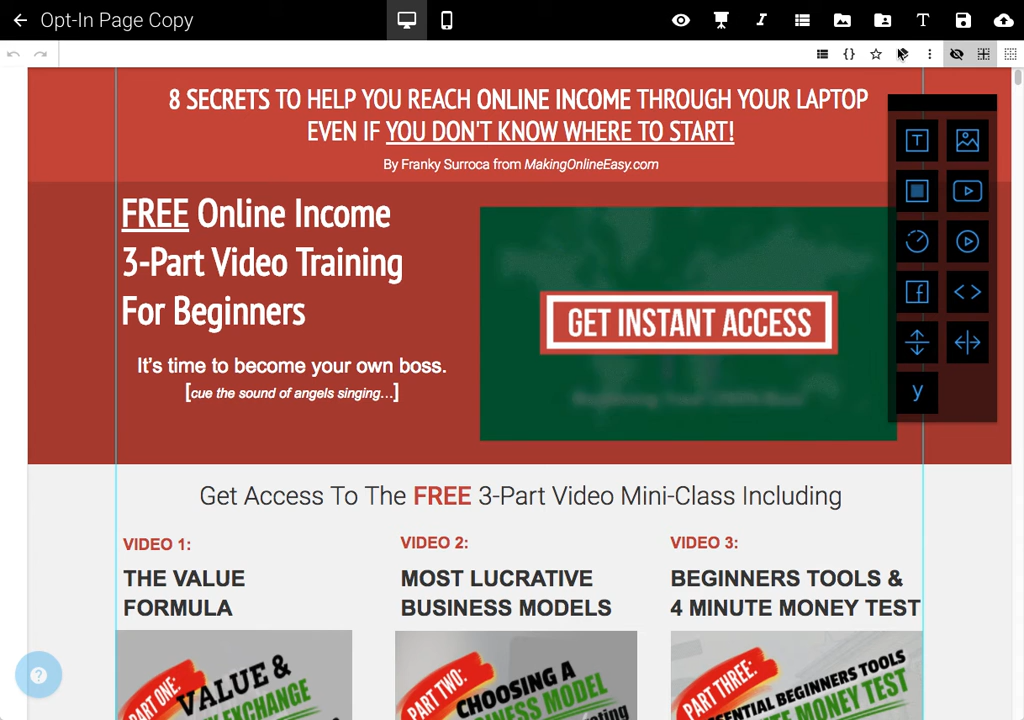 Opt-In Page Copy
8 SECRETS TO HELP YOU REACH ONLINE INCOME THROUGH YOUR LAPTOP
EVEN IF YOU DON'T KNOW WHERE TO START!
By Franky Surroca from MakingOnlineEasy.com
FREE Online Income
3-Part Video Training
For Beginners
It's time to become your own boss.
[cue the sound of angels singing...]
GET INSTANT ACCESS
Get Access To The FREE 3-Part Video Mini-Class Including
VIDEO 1:
THE VALUE
FORMULA
VIDEO 2:
MOST LUCRATIVE
BUSINESS MODELS
VIDEO 3:
BEGINNERS TOOLS &
4 MINUTE MONEY TEST
PART ONE:
VALUE &
EXCHANGE
PART TWO:
CHOOSING A
BUSINESS MODEL
PART THREE:
ESSENTIAL BEGINNERS TOOLS
MONEY TEST